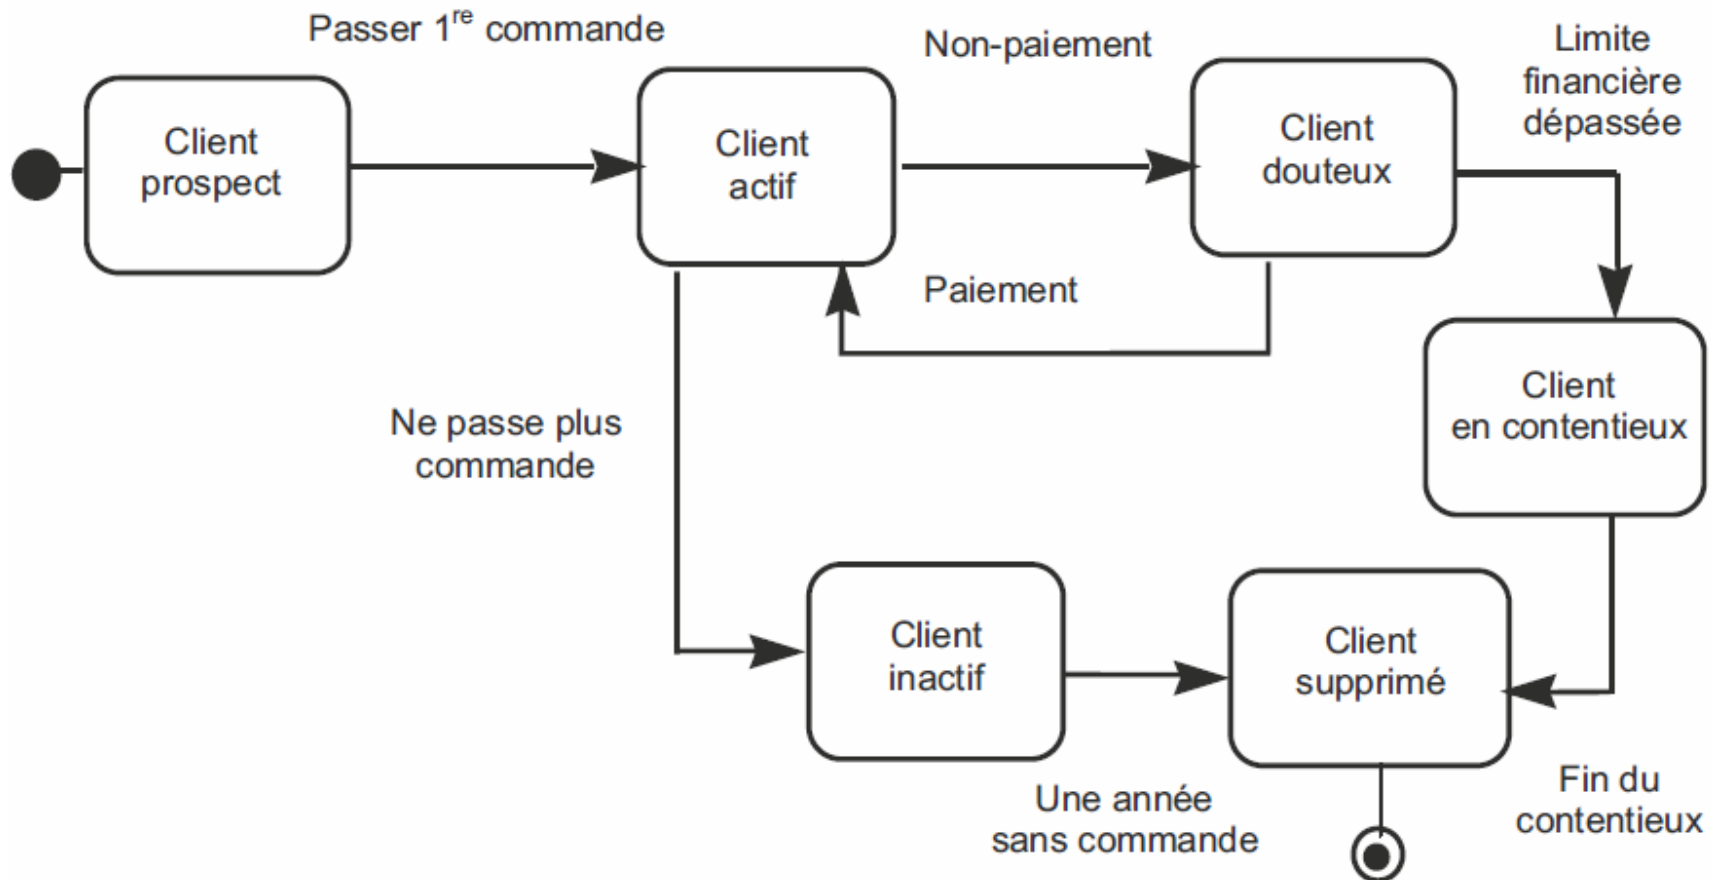 Passer 1re commande
Non-paiement
Limite
financière
dépassée
Client
prospect
Client
actif
Client
douteux
Paiement
Client
en contentieux
Ne passe plus
commande
Client
inactif
Client
supprimé
Une année
sans commande
Fin du
contentieux